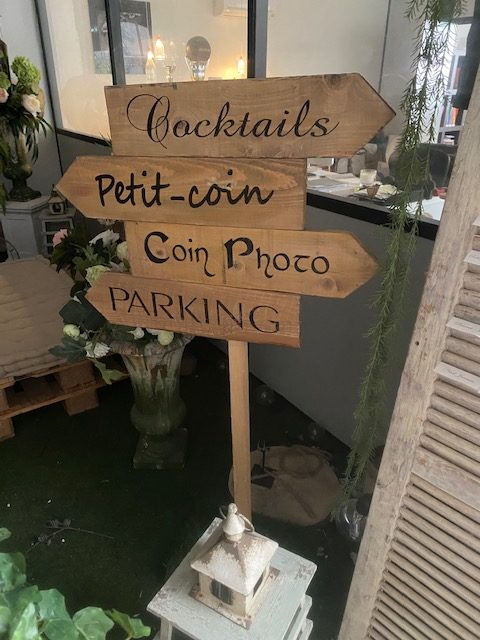 Cocktails
Petit-coin
Coin Photo
PARKING